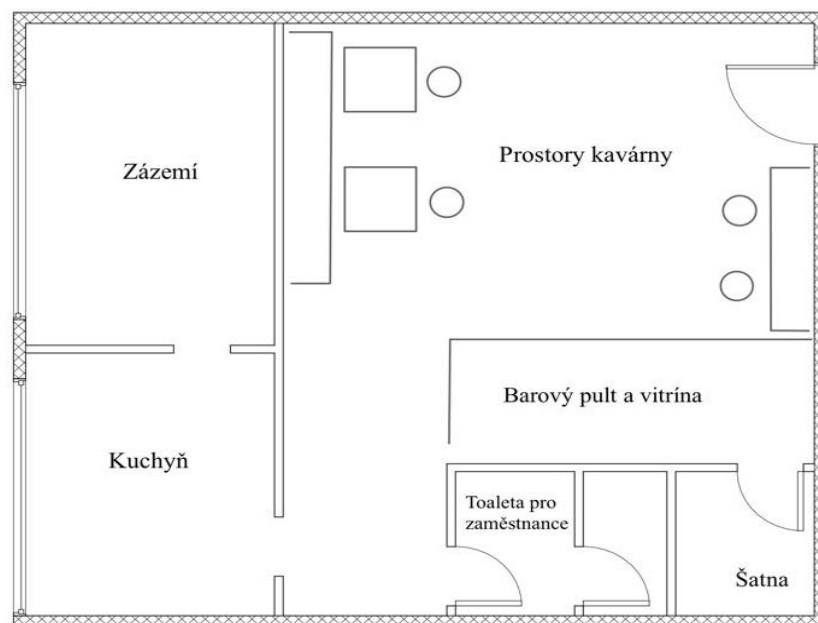 Prostory kavárny
Zázemí
Barový pult a vitrína
Kuchyň
Toaleta pro
zaměstnance
Šatna